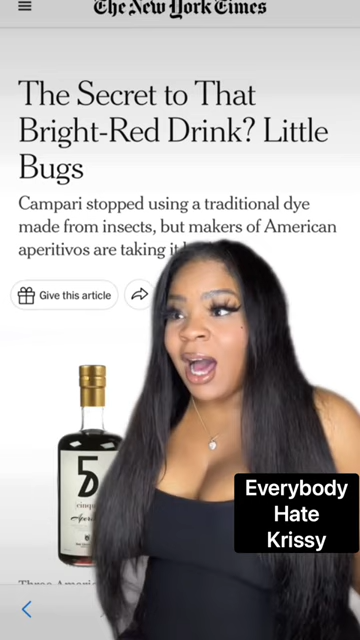 The New York Times
The Secret to That
Bright-Red Drink? Little
Bugs
Campari stopped using a traditional dye
made from insects, but makers of American
aperitivos are taking it
Give this article
5
Everybody
Hate
Krissy